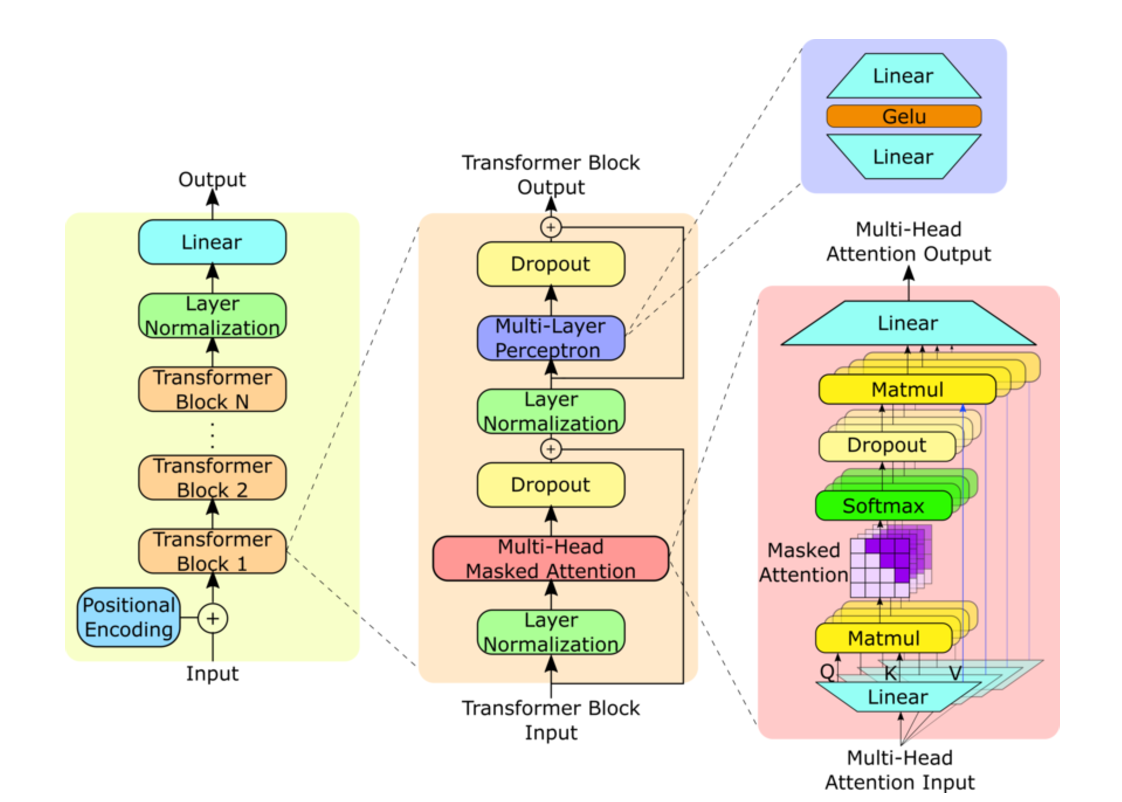 Output
Linear
Layer
Normalization
Transformer
Block N
Transformer
Block 2
Transformer
Block 1
Positional
Encoding
+
Input
Transformer Block
Output
+
Dropout
Multi-Layer
Perceptron
Layer
Normalization
+
Dropout
Multi-Head
Masked Attention
Layer
Normalization
Transformer Block
Input
Linear
Gelu
Linear
Multi-Head
Attention Output
Linear
Matmul
Dropout
Softmax
Masked
Attention
Matmul
Q K V
Linear
Multi-Head
Attention Input